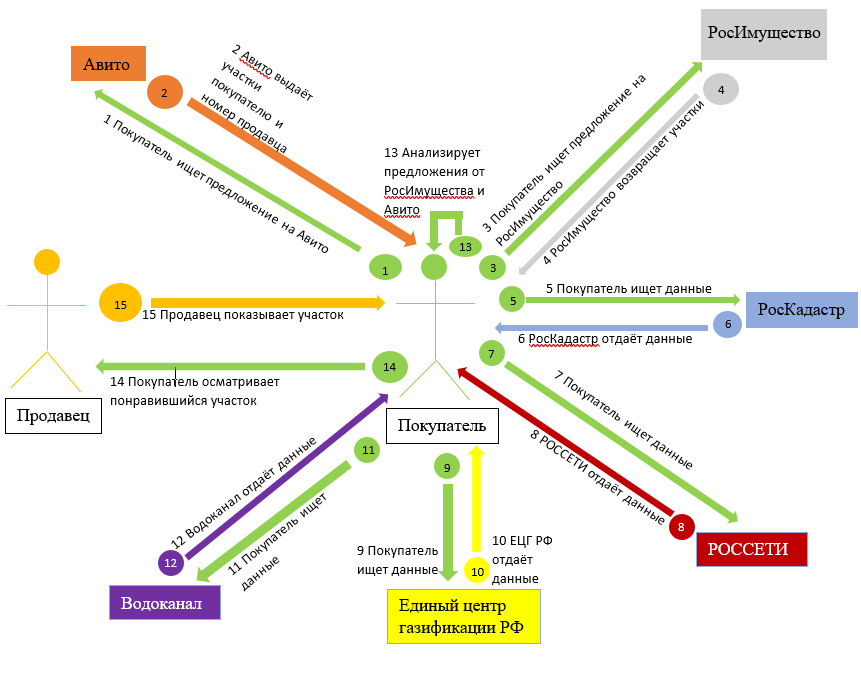 РосИмущество
Авито
2 Авито выдаёт
участки
покупателю и
номер продавца
2
4
1 Покупатель ищет предложение на Авито
13 Анализирует
предложения от
РосИмущества и
Авито
3 Покупатель ищет предложение на
РосИмущество
4 РосИмущество возвращает участки
13
1
3
5
5 Покупатель ищет данные
РосКадастр
6
6 РосКадастр отдаёт данные
15
15 Продавец показывает участок
7
14
14 Покупатель осматривает
понравившийся участок
7 Покупатель ищет данные
8 РОССЕТИ отдаёт данные
Продавец
Покупатель
11
9
12 Водоканал отдаёт данные
11 Покупатель ищет
данные
8
РОССЕТИ
9 Покупатель
ищет данные
10 ЕЦГ РФ
отдаёт
данные
12
10
Водоканал
Единый центр
газификации РФ